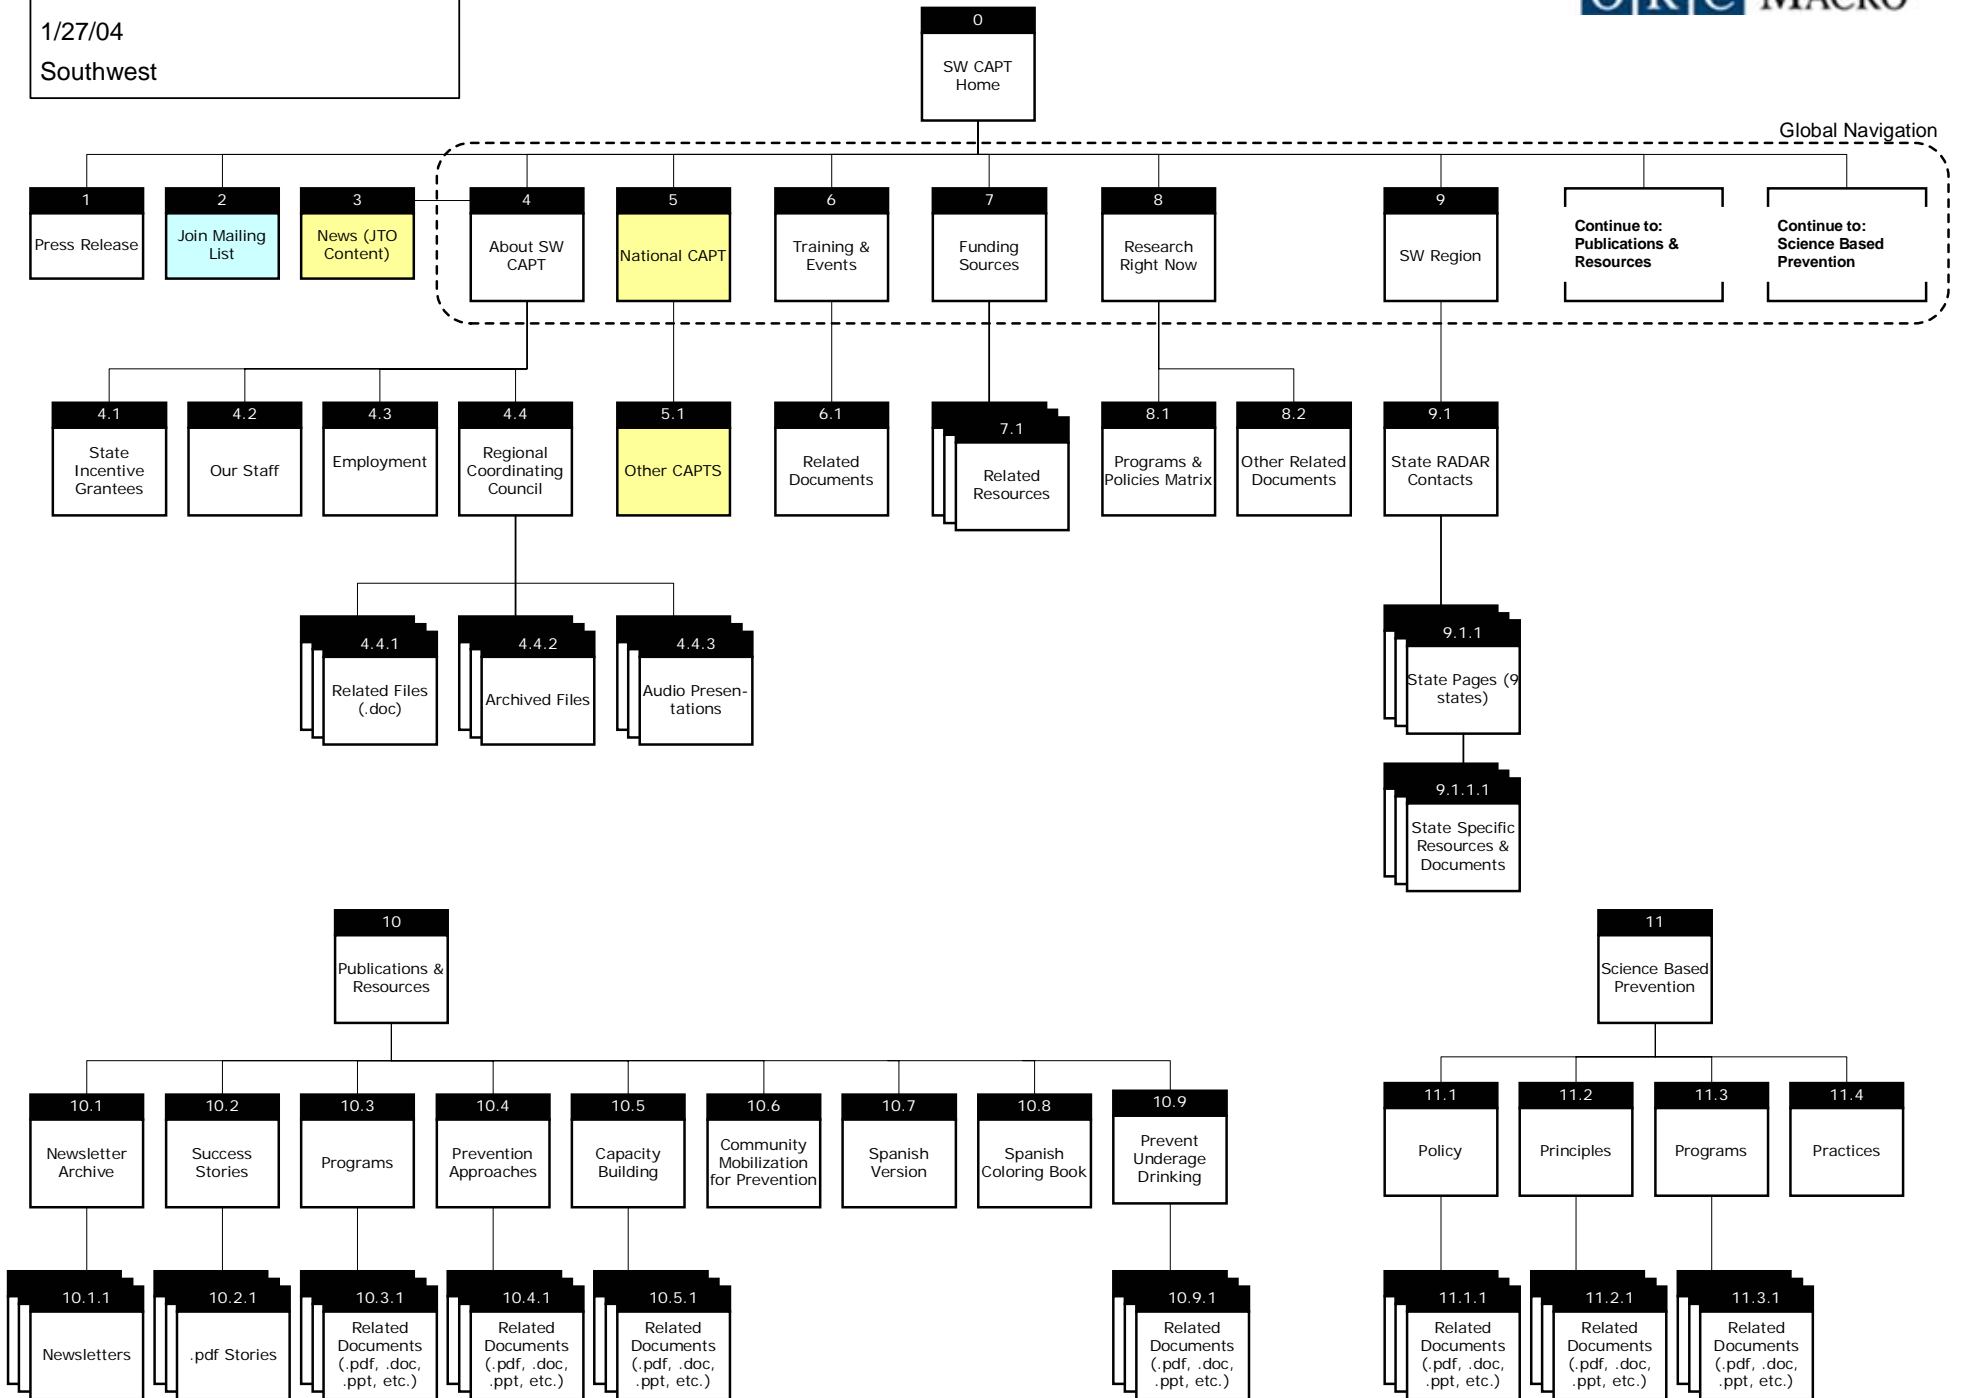 1/27/04
Southwest
ORC MACRO
0
SW CAPT
Home
Global Navigation
1
Press Release
2
Join Mailing
List
3
News (JTO
Content)
4
About SW
CAPT
5
National CAPT
6
Training &
Events
7
Funding
Sources
8
Research
Right Now
9
SW Region
Continue to:
Publications &
Resources
Continue to:
Science Based
Prevention
4.1
State
Incentive
Grantees
4.2
Our Staff
4.3
Employment
4.4
Regional
Coordinating
Council
5.1
Other CAPTS
6.1
Related
Documents
7.1
Related
Resources
8.1
Programs &
Policies Matrix
8.2
Other Related
Documents
9.1
State RADAR
Contacts
4.4.1
Related Files
(.doc)
4.4.2
Archived Files
4.4.3
Audio Presen-
tations
9.1.1
State Pages (9
states)
9.1.1.1
State Specific
Resources &
Documents
10
Publications &
Resources
11
Science Based
Prevention
10.1
Newsletter
Archive
10.2
Success
Stories
10.3
Programs
10.4
Prevention
Approaches
10.5
Capacity
Building
10.6
Community
Mobilization
for Prevention
10.7
Spanish
Version
10.8
Spanish
Coloring Book
10.9
Prevent
Underage
Drinking
11.1
Policy
11.2
Principles
11.3
Programs
11.4
Practices
10.1.1
Newsletters
10.2.1
.pdf Stories
10.3.1
Related
Documents
(.pdf, .doc,
.ppt, etc.)
10.4.1
Related
Documents
(.pdf, .doc,
.ppt, etc.)
10.5.1
Related
Documents
(.pdf, .doc,
.ppt, etc.)
10.9.1
Related
Documents
(.pdf, .doc,
.ppt, etc.)
11.1.1
Related
Documents
(.pdf, .doc,
.ppt, etc.)
11.2.1
Related
Documents
(.pdf, .doc,
.ppt, etc.)
11.3.1
Related
Documents
(.pdf, .doc,
.ppt, etc.)